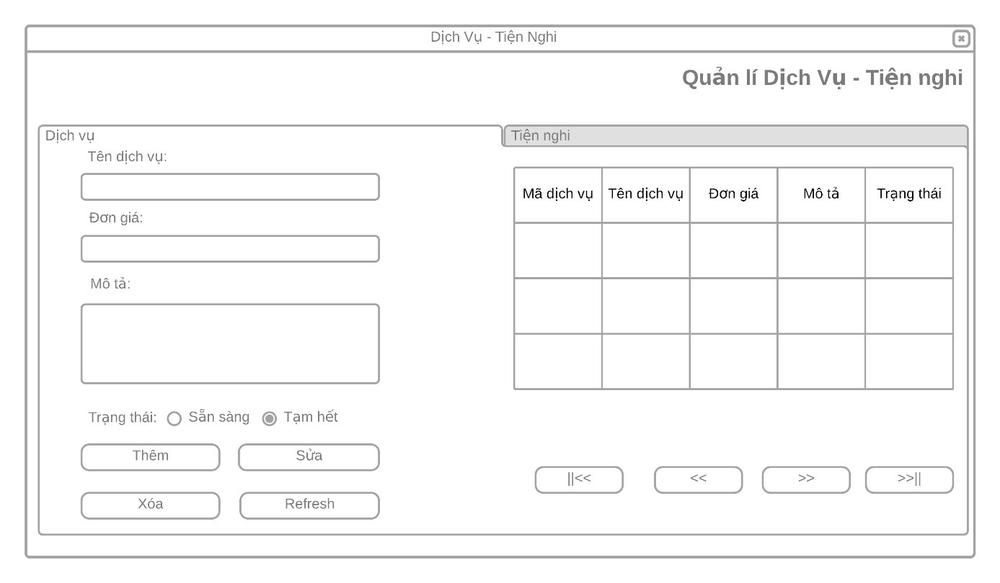 Dịch Vụ - Tiện Nghi
Quản lí Dịch Vụ - Tiện nghi
Dịch vụ
Tiện nghi
Tên dịch vụ:
Đơn giá:
Mô tả:
Trạng thái: Sẵn sàng Tạm hết
Thêm Sửa
Xóa Refresh
Mã dịch vụ Tên dịch vụ Đơn giá Mô tả Trạng thái
||<< << >> >>||